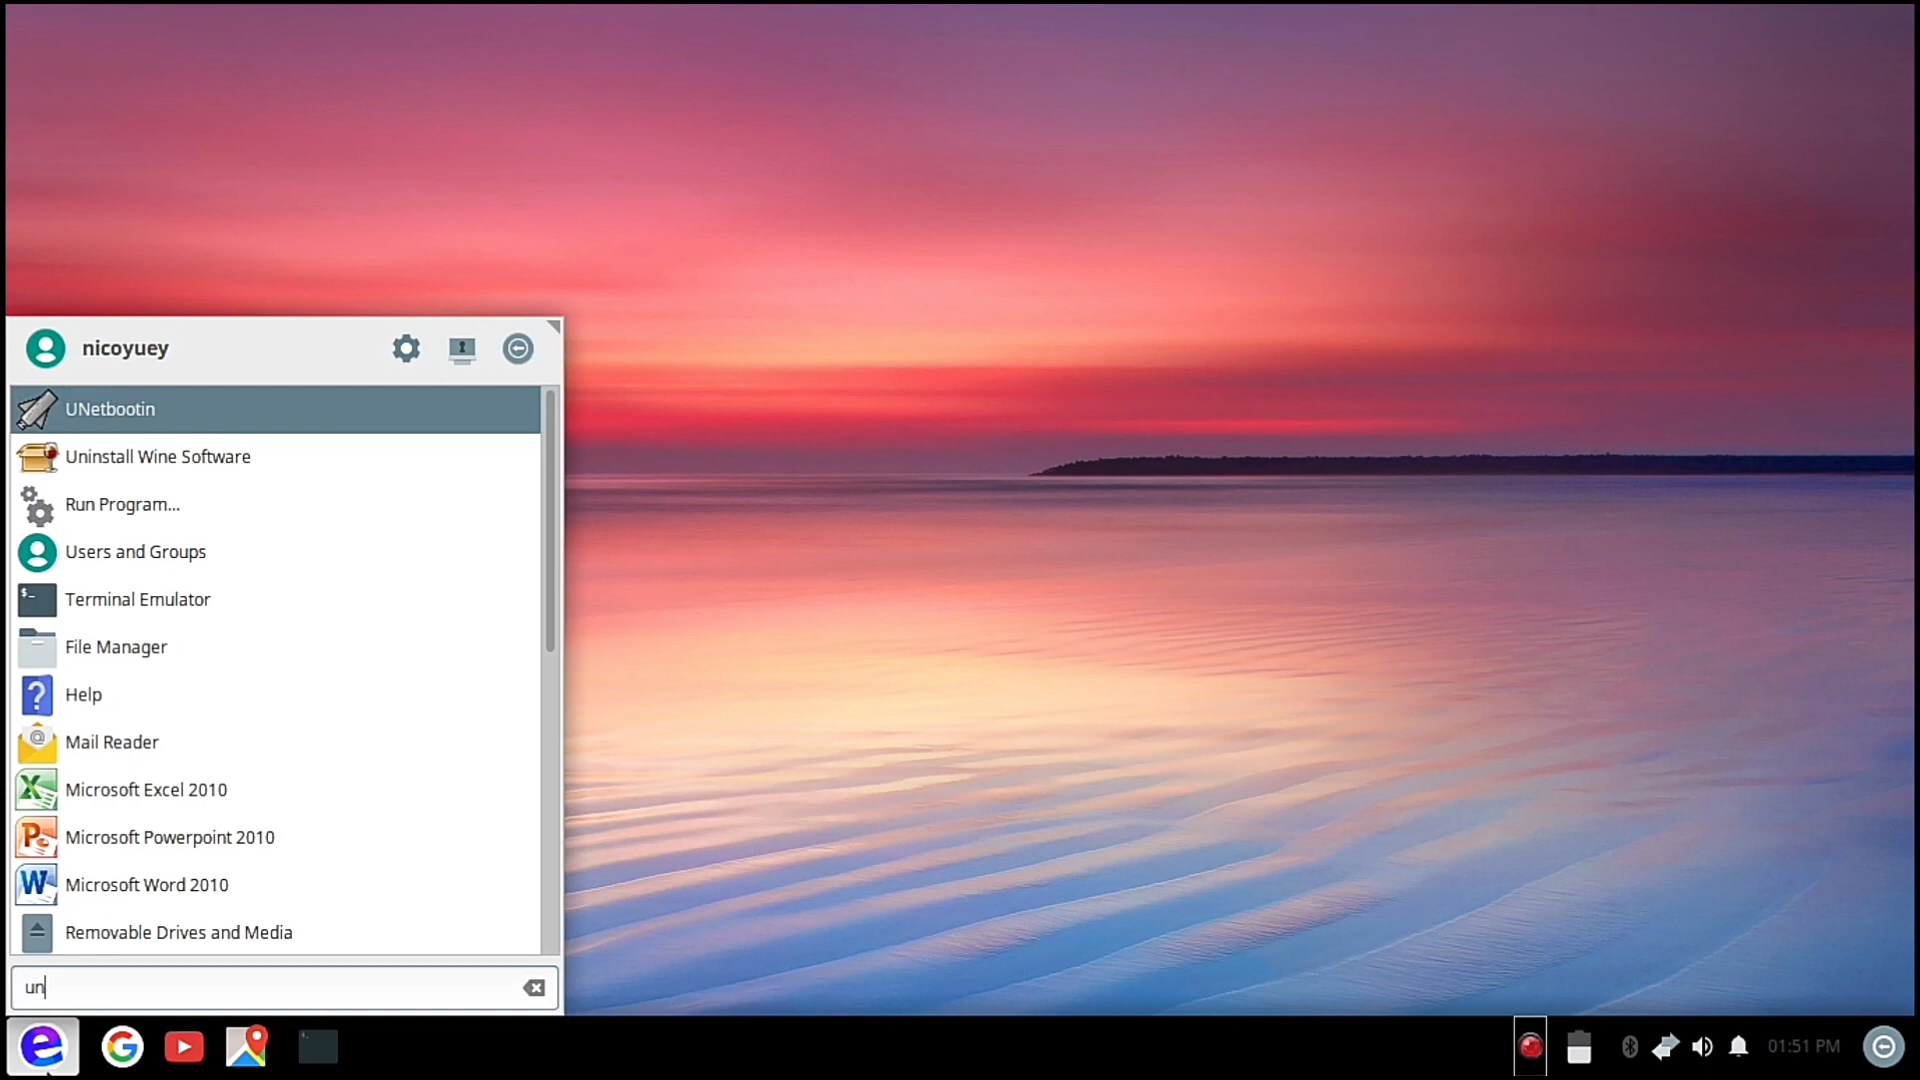 nicoyuey
UNetbootin
Uninstall Wine Software
Run Program...
Users and Groups
Terminal Emulator
File Manager
Help
Mail Reader
Microsoft Excel 2010
Microsoft Powerpoint 2010
Microsoft Word 2010
Removable Drives and Media
un
01:51 PM